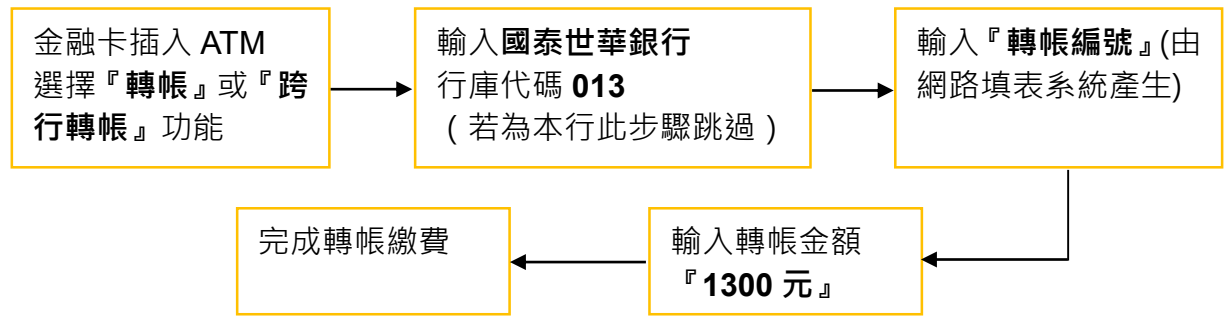 金融卡插入 ATM
選擇『轉帳』或『跨
行轉帳』功能
輸入國泰世華銀行
行庫代碼 013
（若為本行此步驟跳過）
輸入『轉帳編號』(由
網路填表系統產生)
輸入轉帳金額
『1300 元』
完成轉帳繳費